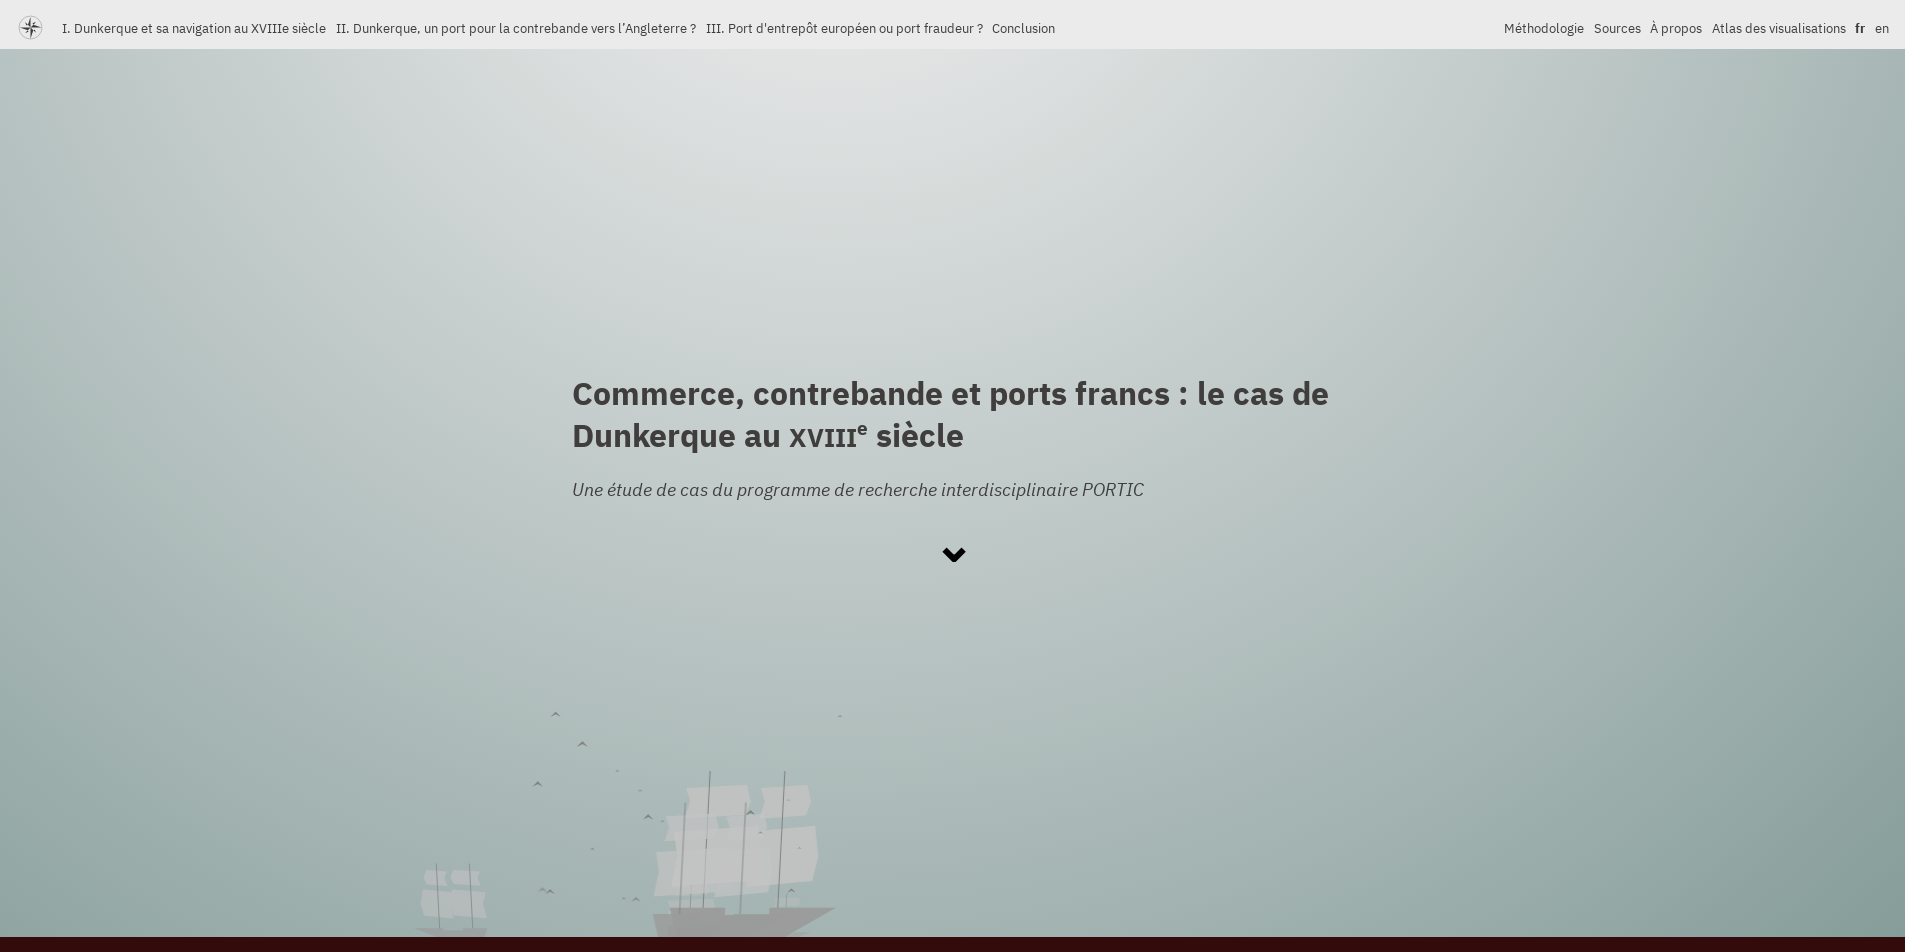 I. Dunkerque et sa navigation au XVIIIe siècle II. Dunkerque, un port pour la contrebande vers l’Angleterre ? III. Port d'entrepôt européen ou port fraudeur ? Conclusion Méthodologie Sources À propos Atlas des visualisations fr en
Commerce, contrebande et ports francs : le cas de
Dunkerque au XVIIIe siècle
Une étude de cas du programme de recherche interdisciplinaire PORTIC